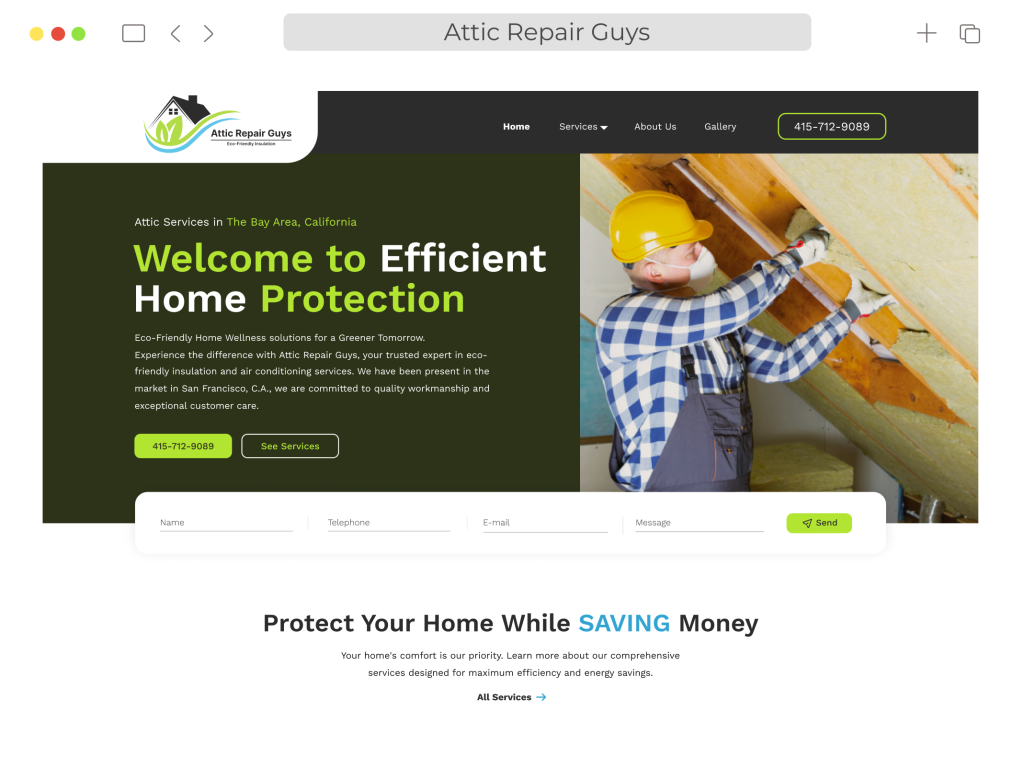 Attic Repair Guys
Attic Repair Guys
Eco-Friendly Insulation
Home
Services
About Us
Gallery
415-712-9089
Attic Services in The Bay Area, California
Welcome to Efficient
Home Protection
Eco-Friendly Home Wellness solutions for a Greener Tomorrow.
Experience the difference with Attic Repair Guys, your trusted expert in eco-
friendly insulation and air conditioning services. We have been present in the
market in San Francisco, C.A., we are committed to quality workmanship and
exceptional customer care.
415-712-9089
See Services
Name
Telephone
E-mail
Message
Send
Protect Your Home While SAVING Money
Your home's comfort is our priority. Learn more about our comprehensive
services designed for maximum efficiency and energy savings.
All Services